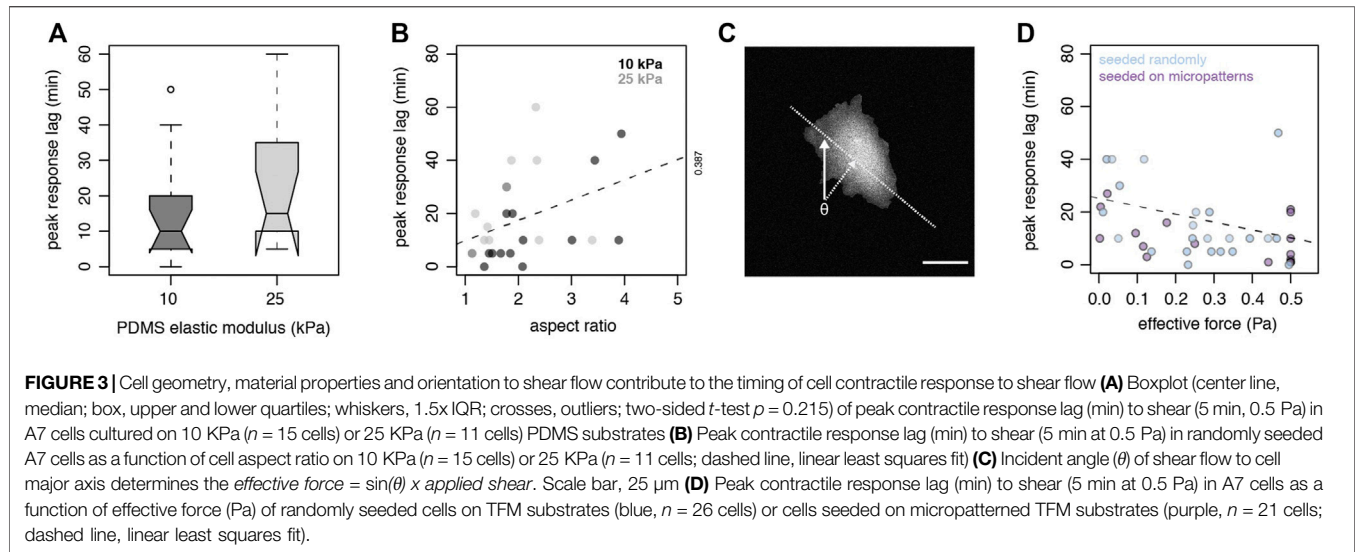 A
peak response lag (min)
0 10 20 30 40 50 60
10 25
PDMS elastic modulus (kPa)
B
peak response lag (min)
0 20 40 60 80
10 kPa
25 kPa
0.387
1 2 3 4 5
aspect ratio
C
θ
D
peak response lag (min)
0 20 40 60 80
seeded randomly
seeded on micropatterns
0.0 0.1 0.2 0.3 0.4 0.5
effective force (Pa)
FIGURE 3 | Cell geometry, material properties and orientation to shear flow contribute to the timing of cell contractile response to shear flow (A) Boxplot (center line,
median; box, upper and lower quartiles; whiskers, 1.5x IQR; crosses, outliers; two-sided t-test p = 0.215) of peak contractile response lag (min) to shear (5 min, 0.5 Pa) in
A7 cells cultured on 10 KPa (n = 15 cells) or 25 KPa (n = 11 cells) PDMS substrates (B) Peak contractile response lag (min) to shear (5 min at 0.5 Pa) in randomly seeded
A7 cells as a function of cell aspect ratio on 10 KPa (n = 15 cells) or 25 KPa (n = 11 cells; dashed line, linear least squares fit) (C) Incident angle (θ) of shear flow to cell
major axis determines the effective force = sin(θ) x applied shear. Scale bar, 25 μm (D) Peak contractile response lag (min) to shear (5 min at 0.5 Pa) in A7 cells as a
function of effective force (Pa) of randomly seeded cells on TFM substrates (blue, n = 26 cells) or cells seeded on micropatterned TFM substrates (purple, n = 21 cells;
dashed line, linear least squares fit).